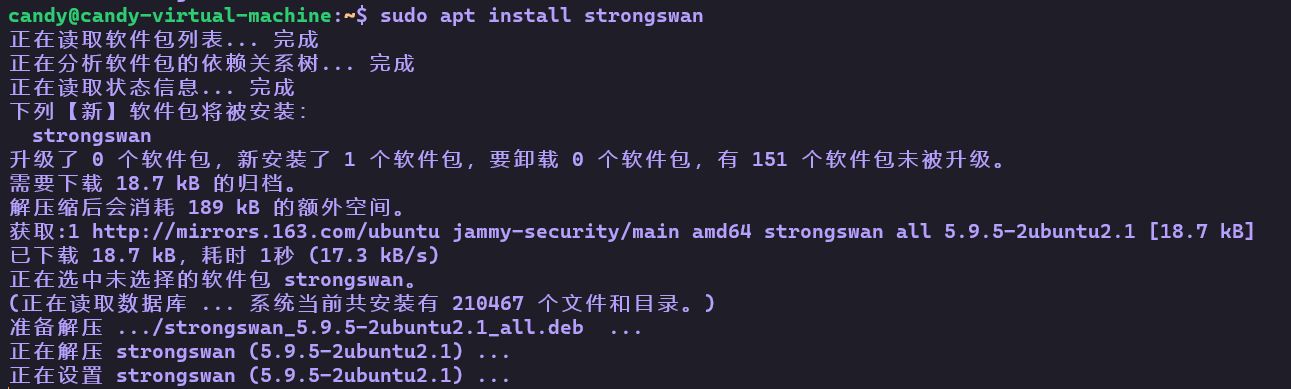 candy@candy-virtual-machine:~$ sudo apt install strongswan
正在读取软件包列表... 完成
正在分析软件包的依赖关系树... 完成
正在读取状态信息... 完成
下列【新】软件包将被安装：
  strongswan
升级了 0 个软件包，新安装了 1 个软件包，要卸载 0 个软件包，有 151 个软件包未被升级。
需要下载 18.7 kB 的归档。
解压缩后会消耗 189 kB 的额外空间。
获取:1 http://mirrors.163.com/ubuntu jammy-security/main amd64 strongswan all 5.9.5-2ubuntu2.1 [18.7 kB]
已下载 18.7 kB，耗时 1秒 (17.3 kB/s)
正在选中未选择的软件包 strongswan。
(正在读取数据库 ... 系统当前共安装有 210467 个文件和目录。)
准备解压 .../strongswan_5.9.5-2ubuntu2.1_all.deb  ...
正在解压 strongswan (5.9.5-2ubuntu2.1) ...
正在设置 strongswan (5.9.5-2ubuntu2.1) ...